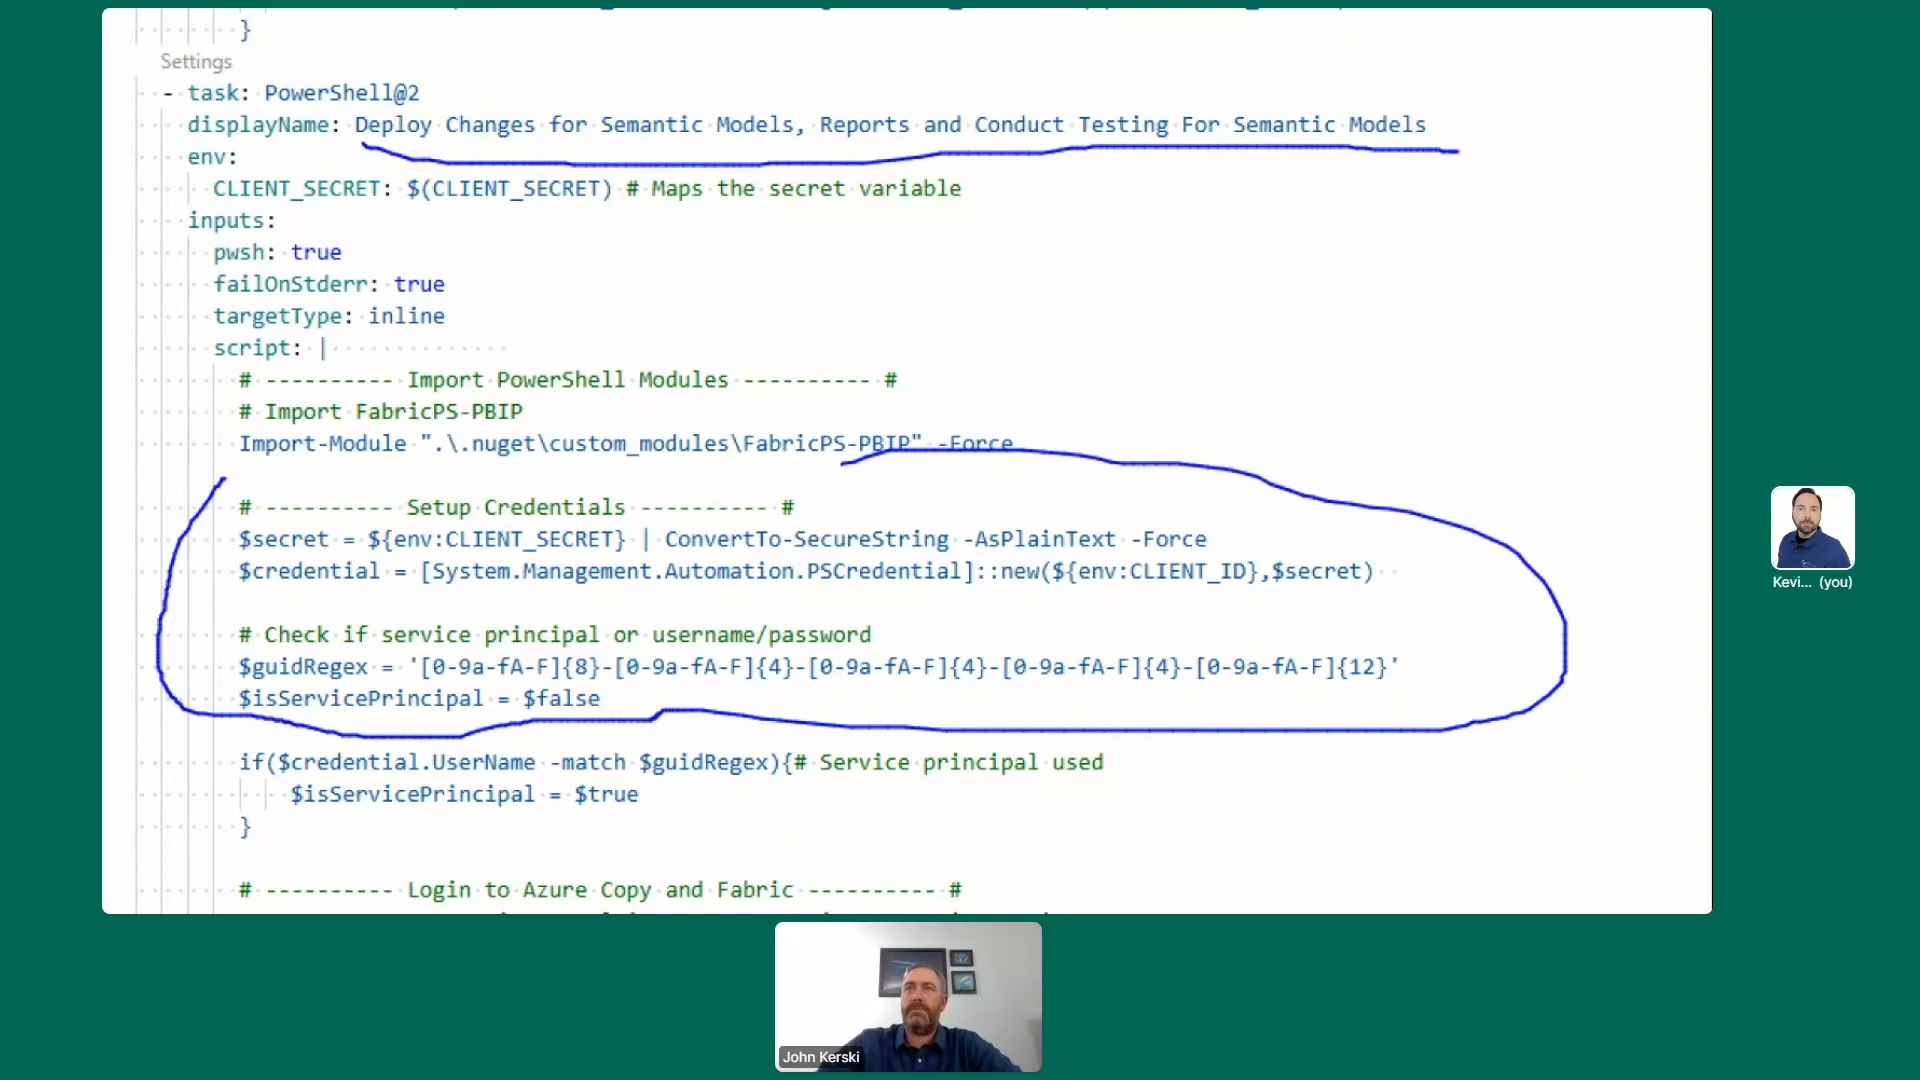 }
Settings
- task: PowerShell@2
displayName: Deploy Changes for Semantic Models, Reports and Conduct Testing For Semantic Models
env:
CLIENT_SECRET: $(CLIENT_SECRET) # Maps the secret variable
inputs:
pwsh: true
failOnStderr: true
targetType: inline
script: |
# ---------- Import PowerShell Modules ---------- #
# Import FabricPS-PBIP
Import-Module ".\.nuget\custom_modules\FabricPS-PBIP" -Force
# ---------- Setup Credentials ---------- #
$secret = ${env:CLIENT_SECRET} | ConvertTo-SecureString -AsPlainText -Force
$credential = [System.Management.Automation.PSCredential]::new(${env:CLIENT_ID},$secret)
# Check if service principal or username/password
$guidRegex = '[0-9a-fA-F]{8}-[0-9a-fA-F]{4}-[0-9a-fA-F]{4}-[0-9a-fA-F]{4}-[0-9a-fA-F]{12}'
$isServicePrincipal = $false
if($credential.UserName -match $guidRegex){# Service principal used
$isServicePrincipal = $true
}
# ---------- Login to Azure Copy and Fabric ---------- #
Kevi... (you)
John Kerski